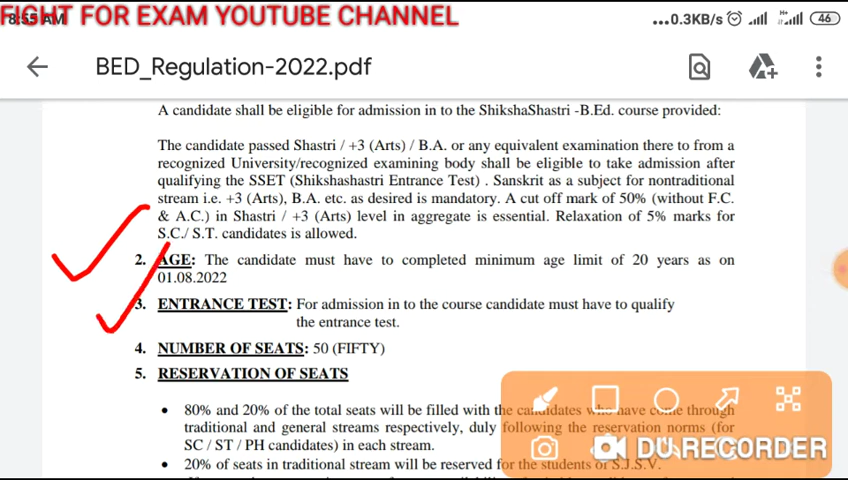 FIGHT FOR EXAM YOUTUBE CHANNEL
8:55 AM
...0.3KB/s
H+
46
BED_Regulation-2022.pdf
A candidate shall be eligible for admission in to the ShikshaShastri -B.Ed. course provided:
The candidate passed Shastri / +3 (Arts) / B.A. or any equivalent examination there to from a
recognized University/recognized examining body shall be eligible to take admission after
qualifying the SSET (Shikshashastri Entrance Test) . Sanskrit as a subject for nontraditional
stream i.e. +3 (Arts), B.A. etc. as desired is mandatory. A cut off mark of 50% (without F.C.
& A.C.) in Shastri / +3 (Arts) level in aggregate is essential. Relaxation of 5% marks for
S.C./ S.T. candidates is allowed.
2. AGE: The candidate must have to completed minimum age limit of 20 years as on
01.08.2022
3. ENTRANCE TEST: For admission in to the course candidate must have to qualify
the entrance test.
4. NUMBER OF SEATS: 50 (FIFTY)
5. RESERVATION OF SEATS
• 80% and 20% of the total seats will be filled with the candidates who have come through
traditional and general streams respectively, duly following the reservation norms (for
SC / ST / PH candidates) in each stream.
DU RECORDER
• 20% of seats in traditional stream will be reserved for the students of S.J.S.V.